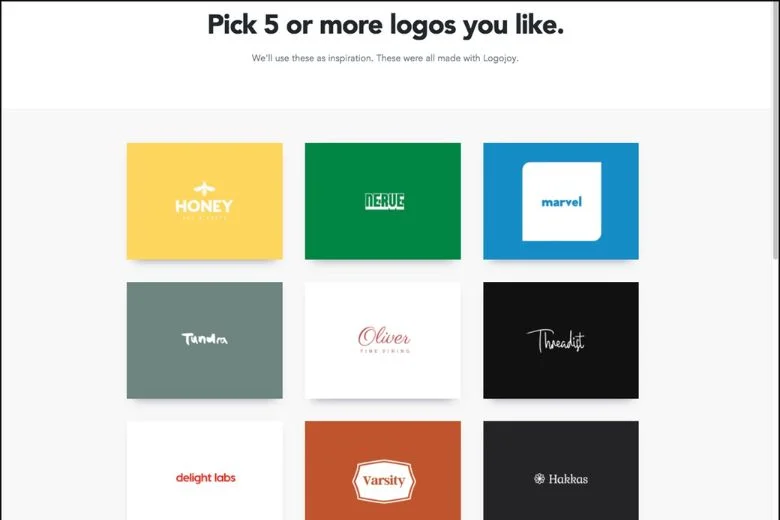 Pick 5 or more logos you like.
We'll use these as inspiration. These were all made with Logojoy.
HONEY
NERVE
marvel
Tundra
Oliver
FINE DINING
Threadist
delight labs
Varsity
Hakkas